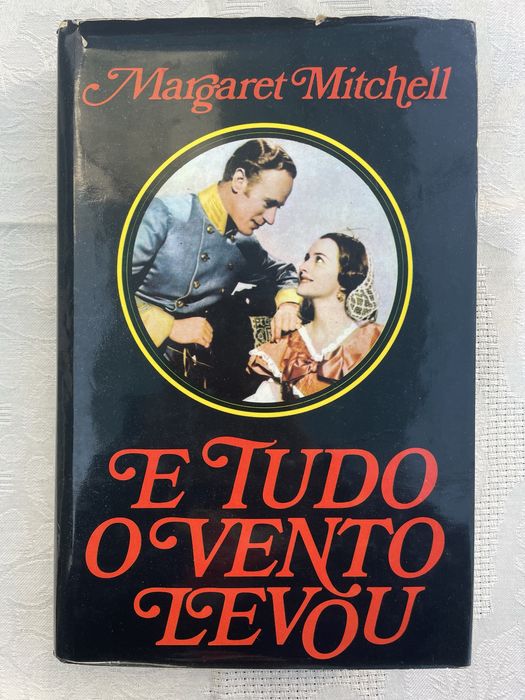 Margaret Mitchell
E TUDO
O VENTO
LEVOU